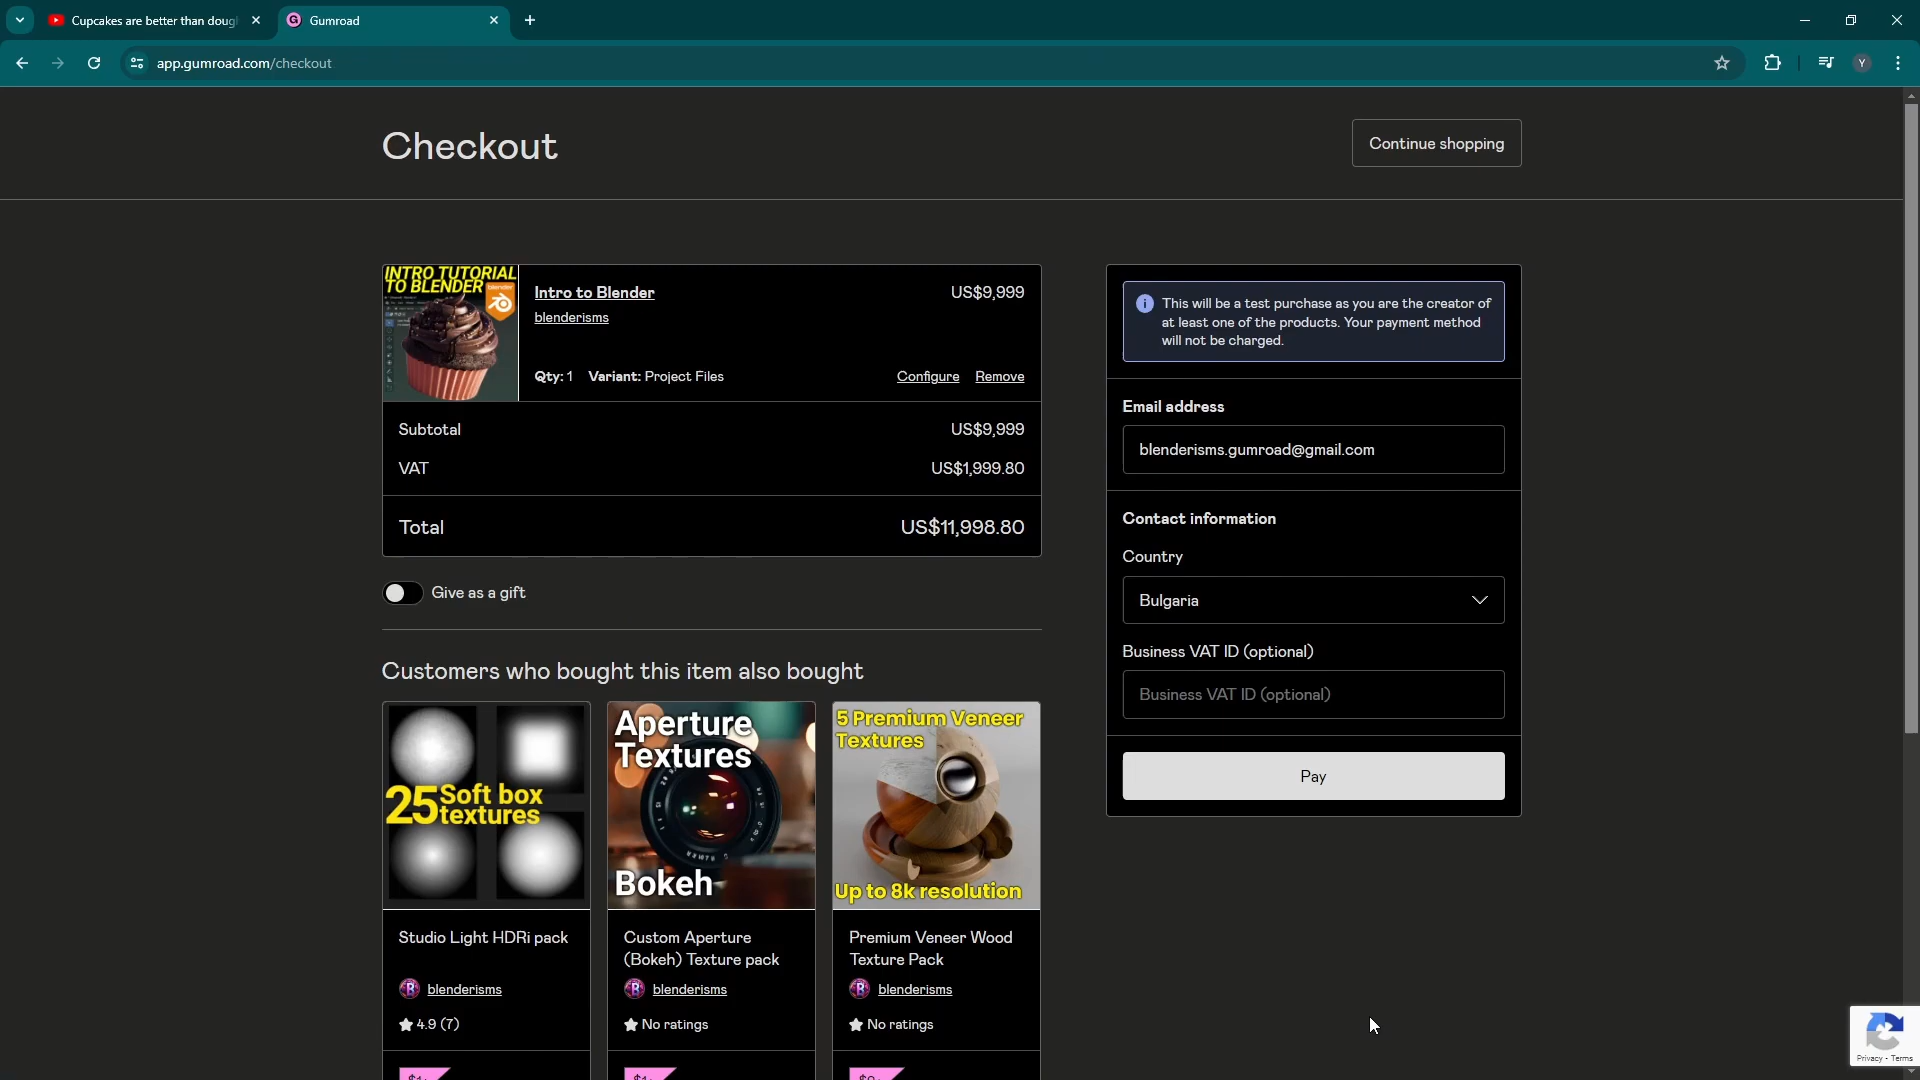 Cupcakes are better than doug
Gumroad
app.gumroad.com/checkout
Y
Checkout
Continue shopping
INTRO TUTORIAL
TO BLENDER
blender
Intro to Blender
US$9,999
blenderisms
Qty: 1 Variant: Project Files
Configure
Remove
Subtotal
US$9,999
VAT
US$1,999.80
Total
US$11,998.80
Give as a gift
This will be a test purchase as you are the creator of
at least one of the products. Your payment method
will not be charged.
Email address
blenderisms.gumroad@gmail.com
Contact information
Country
Bulgaria
Business VAT ID (optional)
Business VAT ID (optional)
Pay
Customers who bought this item also bought
25 Soft box
textures
Aperture
Textures
Bokeh
5 Premium Veneer
Textures
Up to 8k resolution
Studio Light HDRi pack
blenderisms
4.9 (7)
Custom Aperture
(Bokeh) Texture pack
blenderisms
No ratings
Premium Veneer Wood
Texture Pack
blenderisms
No ratings
Privacy - Terms